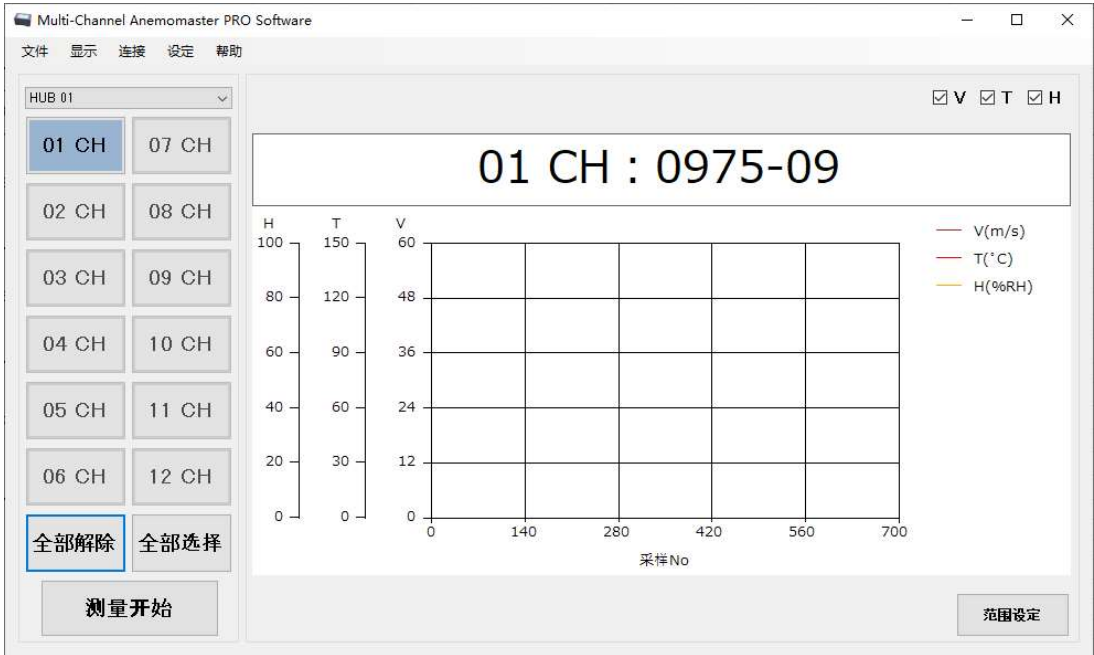 Multi-Channel Anemomaster PRO Software
文件 显示 连接 设定 帮助
HUB 01
V T H
01 CH 07 CH
02 CH 08 CH
03 CH 09 CH
04 CH 10 CH
05 CH 11 CH
06 CH 12 CH
全部解除 全部选择
测量开始
01 CH : 0975-09
H T V
100 150 60
80 120 48
60 90 36
40 60 24
20 30 12
0 0 0
0 140 280 420 560 700
采样No
V(m/s)
T(˚C)
H(%RH)
范围设定